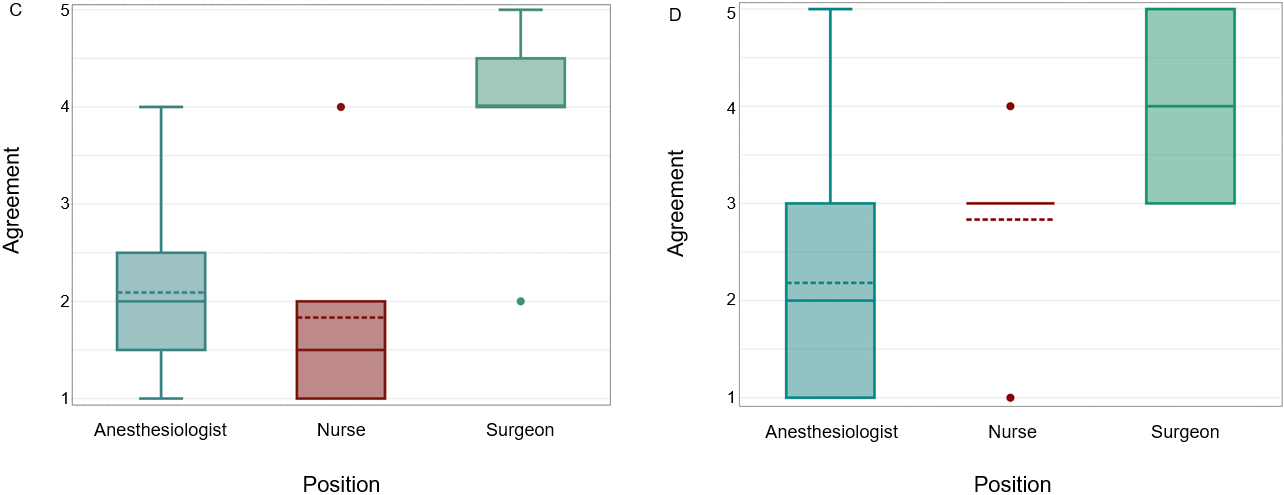 C
5
4
3
2
1
Agreement
Anesthesiologist Nurse Surgeon
Position
D
5
4
3
2
1
Agreement
Anesthesiologist Nurse Surgeon
Position